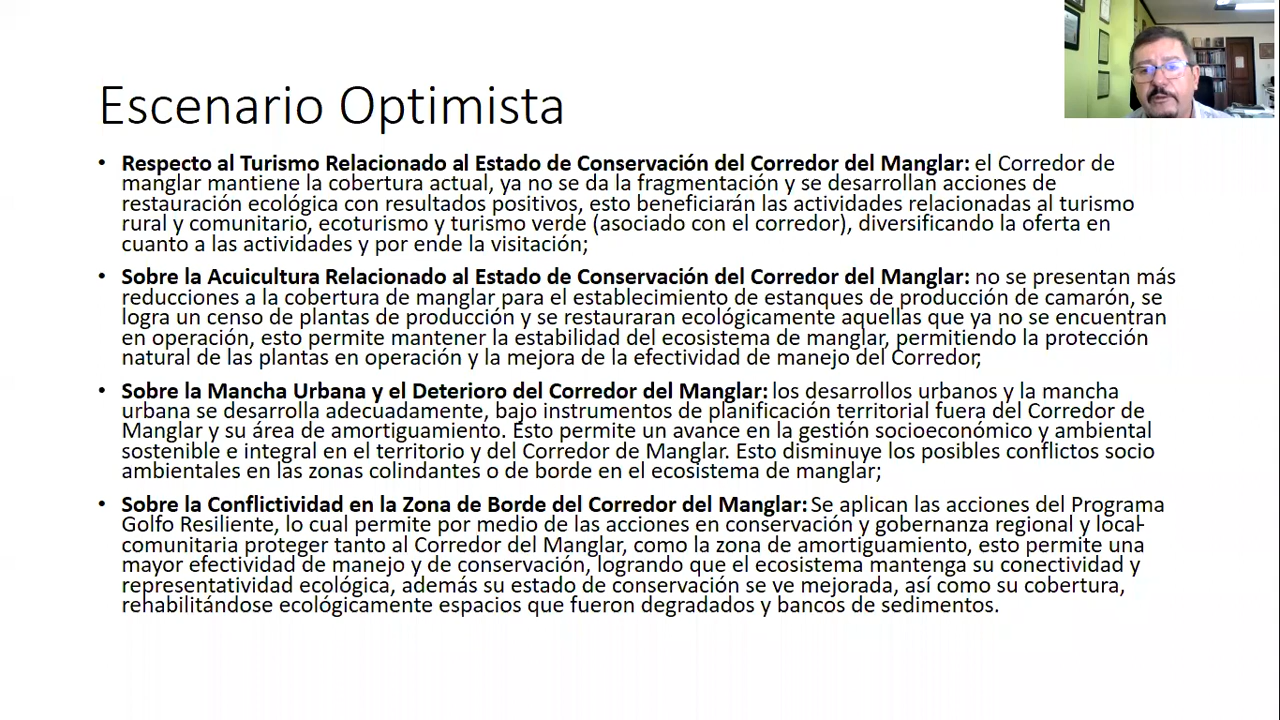 Escenario Optimista
• Respecto al Turismo Relacionado al Estado de Conservación del Corredor del Manglar: el Corredor de
manglar mantiene la cobertura actual, ya no se da la fragmentación y se desarrollan acciones de
restauración ecológica con resultados positivos, esto beneficiarán las actividades relacionadas al turismo
rural y comunitario, ecoturismo y turismo verde (asociado con el corredor), diversificando la oferta en
cuanto a las actividades y por ende la visitación;
• Sobre la Acuicultura Relacionado al Estado de Conservación del Corredor del Manglar: no se presentan más
reducciones a la cobertura de manglar para el establecimiento de estanques de producción de camarón, se
logra un censo de plantas de producción y se restauraran ecológicamente aquellas que ya no se encuentran
en operación, esto permite mantener la estabilidad del ecosistema de manglar, permitiendo la protección
natural de las plantas en operación y la mejora de la efectividad de manejo del Corredor;
• Sobre la Mancha Urbana y el Deterioro del Corredor del Manglar: los desarrollos urbanos y la mancha
urbana se desarrolla adecuadamente, bajo instrumentos de planificación territorial fuera del Corredor de
Manglar y su área de amortiguamiento. Esto permite un avance en la gestión socioeconómico y ambiental
sostenible e integral en el territorio y del Corredor de Manglar. Esto disminuye los posibles conflictos socio
ambientales en las zonas colindantes o de borde en el ecosistema de manglar;
• Sobre la Conflictividad en la Zona de Borde del Corredor del Manglar: Se aplican las acciones del Programa
Golfo Resiliente, lo cual permite por medio de las acciones en conservación y gobernanza regional y local-
comunitaria proteger tanto al Corredor del Manglar, como la zona de amortiguamiento, esto permite una
mayor efectividad de manejo y de conservación, logrando que el ecosistema mantenga su conectividad y
representatividad ecológica, además su estado de conservación se ve mejorada, así como su cobertura,
rehabilitándose ecológicamente espacios que fueron degradados y bancos de sedimentos.